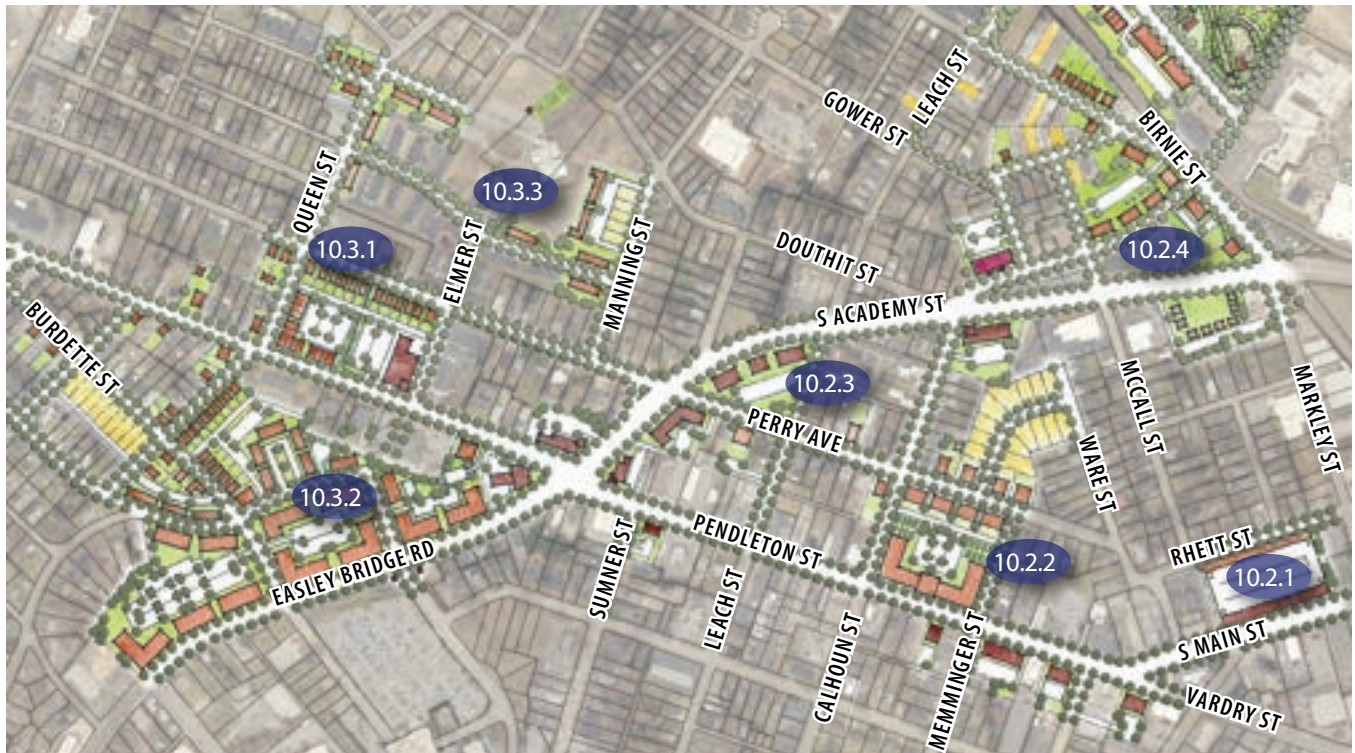 LEACH ST
GOWER ST
BIRNIE ST
QUEEN ST
10.3.3
10.3.1
ELMER ST
MANNING ST
DOUTHIT ST
10.2.4
S ACADEMY ST
BURDETTE ST
10.2.3
PERRY AVE
MCCALL ST
MARKLEY ST
WARE ST
10.3.2
EASLEY BRIDGE RD
SUMNER ST
PENDLETON ST
LEACH ST
10.2.2
RHETT ST
10.2.1
CALHOUN ST
MEMMINGER ST
S MAIN ST
VARDRY ST